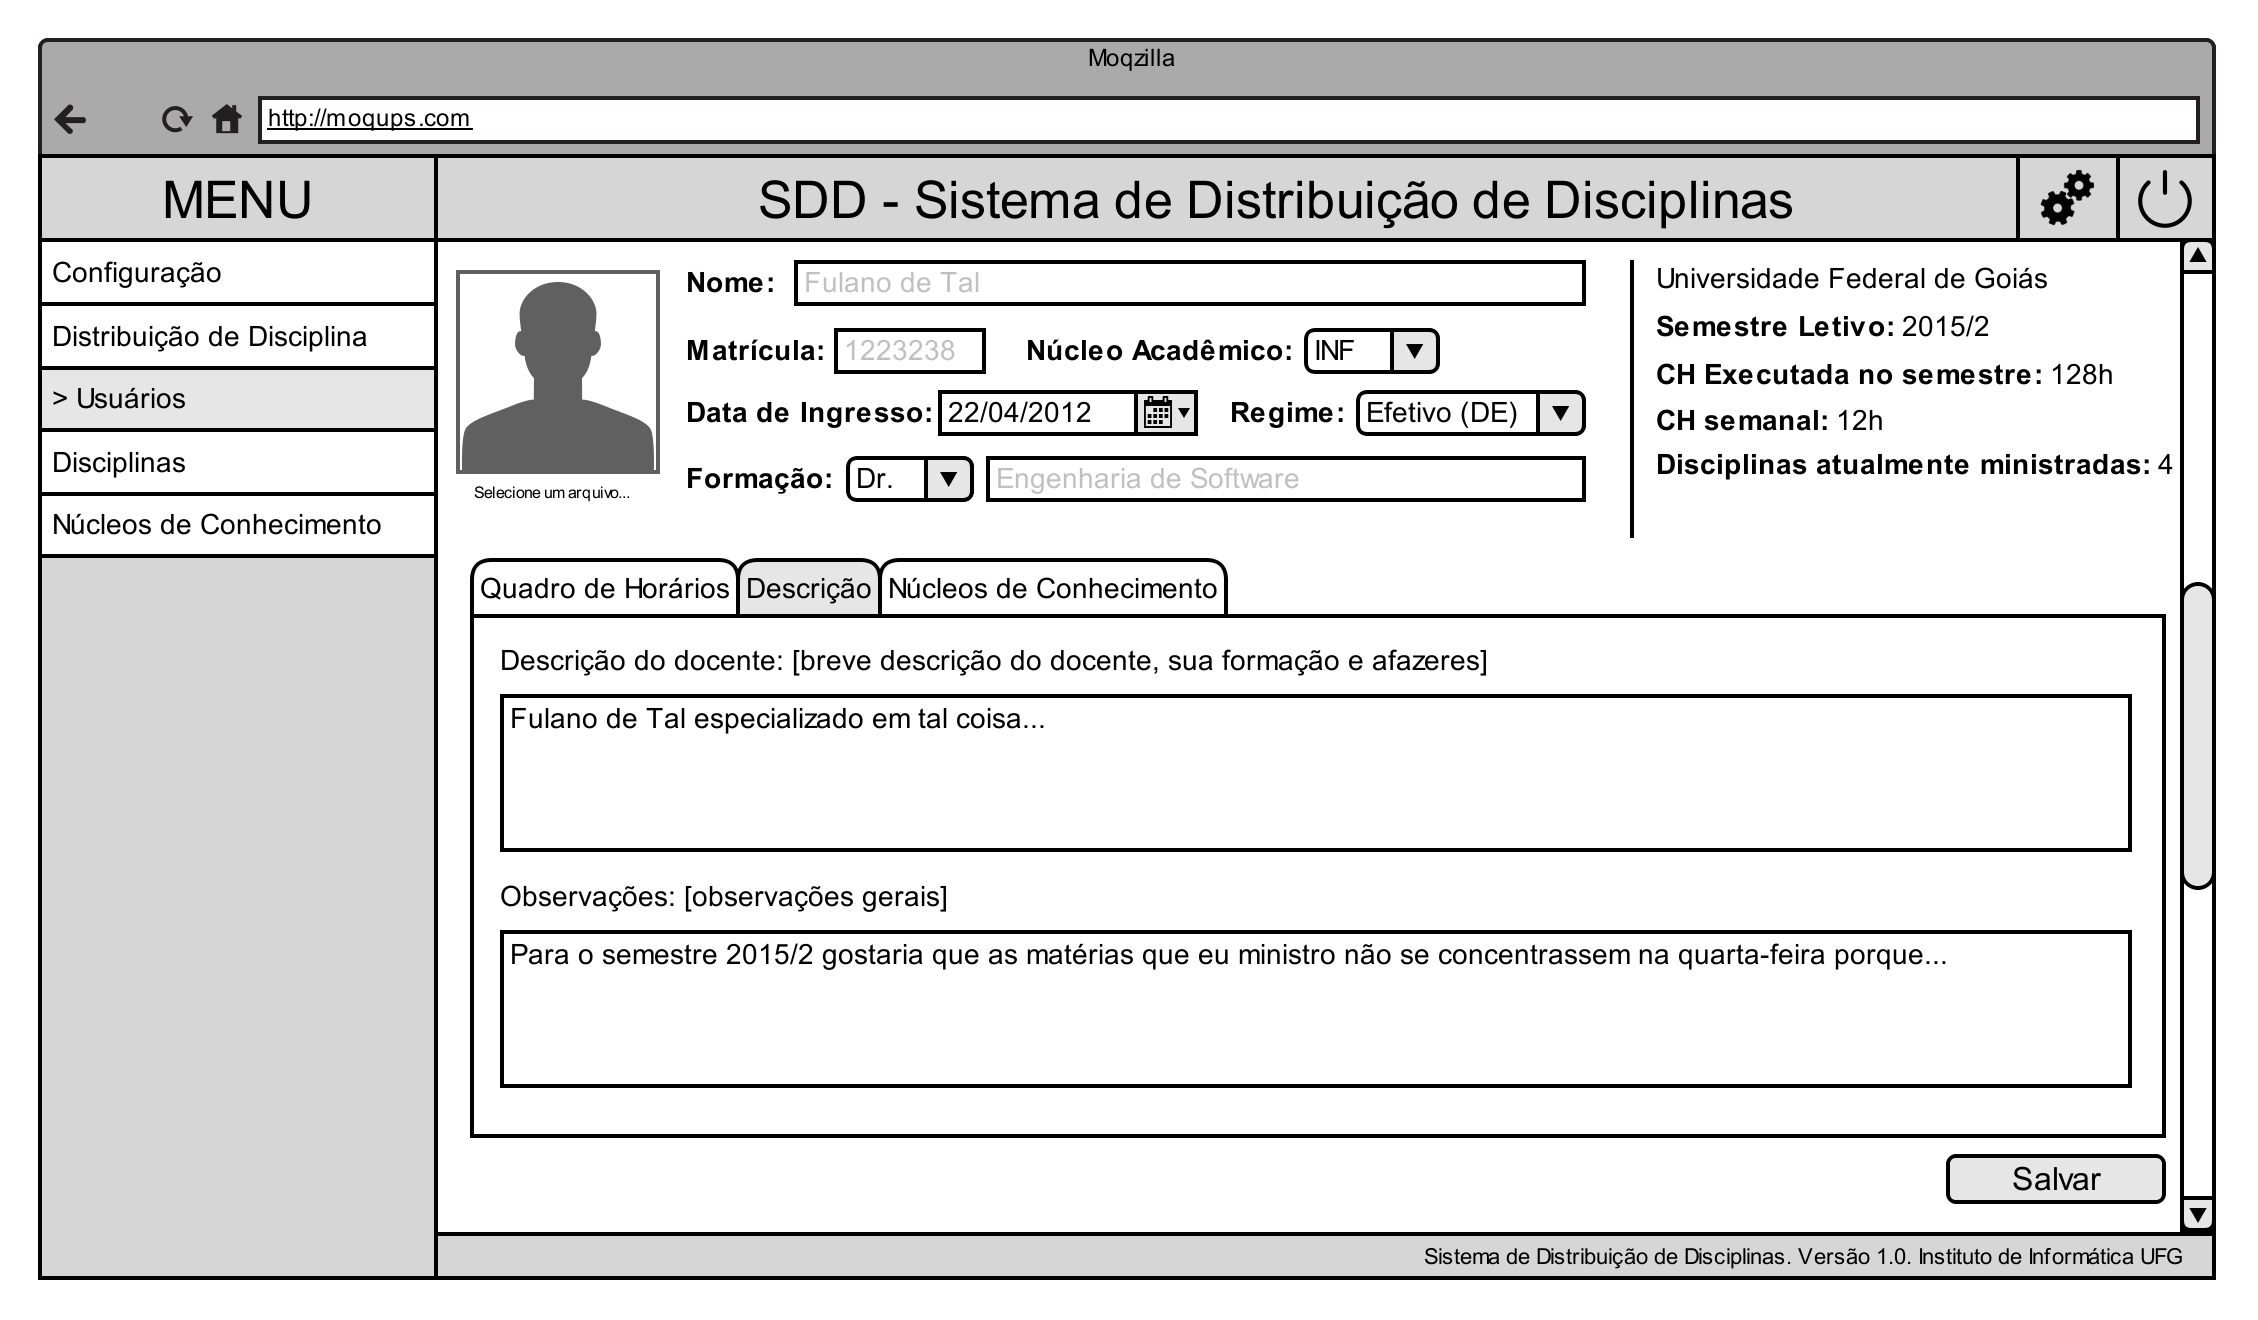 Moqzilla
http://moqups.com
MENU
SDD - Sistema de Distribuição de Disciplinas
Configuração
Distribuição de Disciplina
> Usuários
Disciplinas
Núcleos de Conhecimento
Selecione um arquivo...
Nome: Fulano de Tal
Matrícula: 1223238 Núcleo Acadêmico: INF
Data de Ingresso: 22/04/2012 Regime: Efetivo (DE)
Formação: Dr. Engenharia de Software
Universidade Federal de Goiás
Semestre Letivo: 2015/2
CH Executada no semestre: 128h
CH semanal: 12h
Disciplinas atualmente ministradas: 4
Quadro de Horários Descrição Núcleos de Conhecimento
Descrição do docente: [breve descrição do docente, sua formação e afazeres]
Fulano de Tal especializado em tal coisa...
Observações: [observações gerais]
Para o semestre 2015/2 gostaria que as matérias que eu ministro não se concentrassem na quarta-feira porque...
Salvar
Sistema de Distribuição de Disciplinas. Versão 1.0. Instituto de Informática UFG